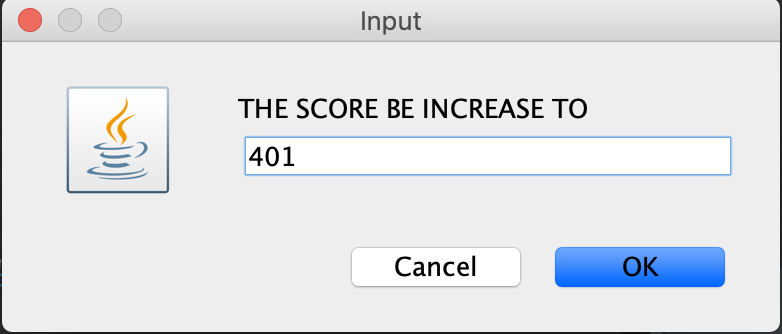 Input
THE SCORE BE INCREASE TO
401
Cancel
OK